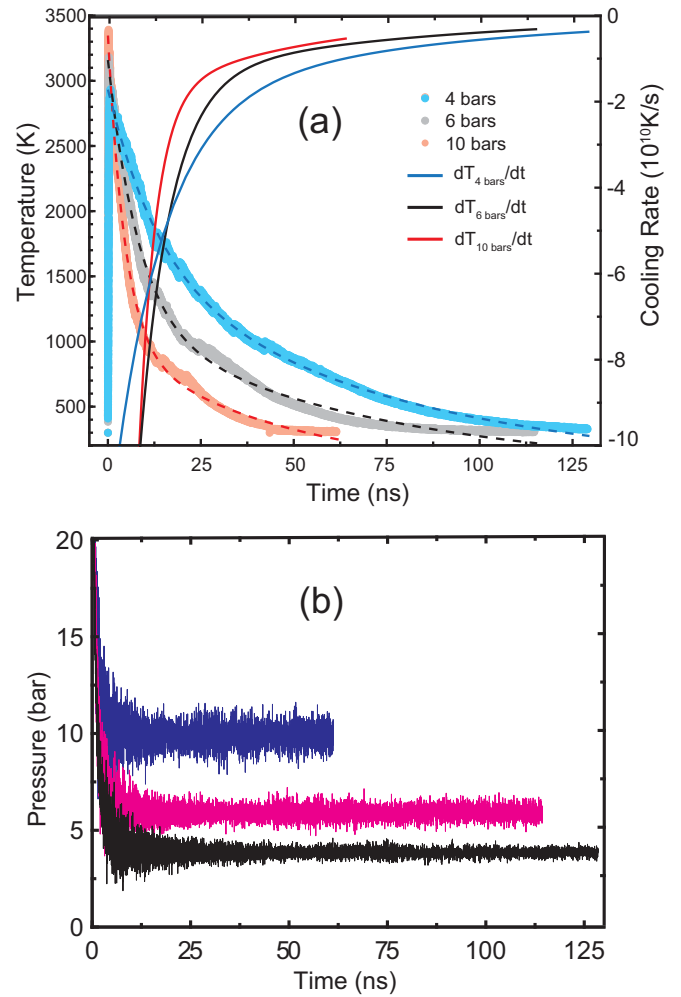 (a)
3500
3000
2500
2000
1500
1000
500
Temperature (K)
0
-2
-4
-6
-8
-10
Cooling Rate (10¹⁰K/s)
4 bars
6 bars
10 bars
dT₄ bars/dt
dT₆ bars/dt
dT₁₀ bars/dt
0 25 50 75 100 125
Time (ns)
(b)
20
15
10
5
0
Pressure (bar)
0 25 50 75 100 125
Time (ns)